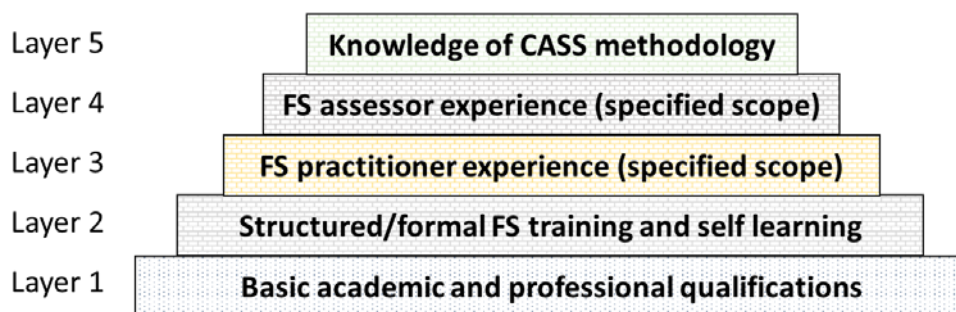 Layer 5 Knowledge of CASS methodology
Layer 4 FS assessor experience (specified scope)
Layer 3 FS practitioner experience (specified scope)
Layer 2 Structured/formal FS training and self learning
Layer 1 Basic academic and professional qualifications